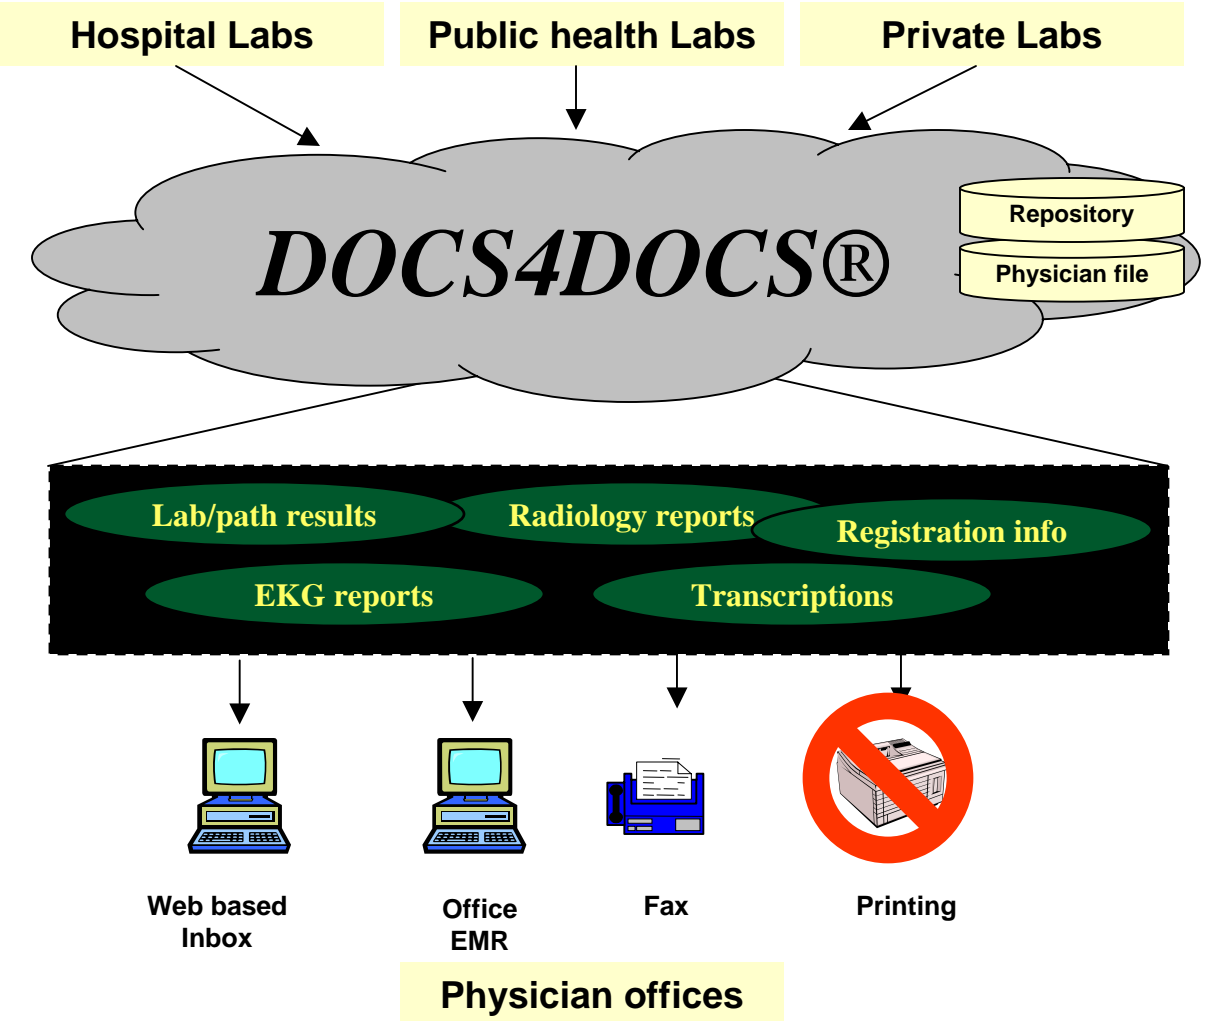 Hospital Labs
Public health Labs
Private Labs
DOCS4DOCS®
Repository
Physician file
Lab/path results
Radiology reports
Registration info
EKG reports
Transcriptions
Web based
Inbox
Office
EMR
Fax
Printing
Physician offices